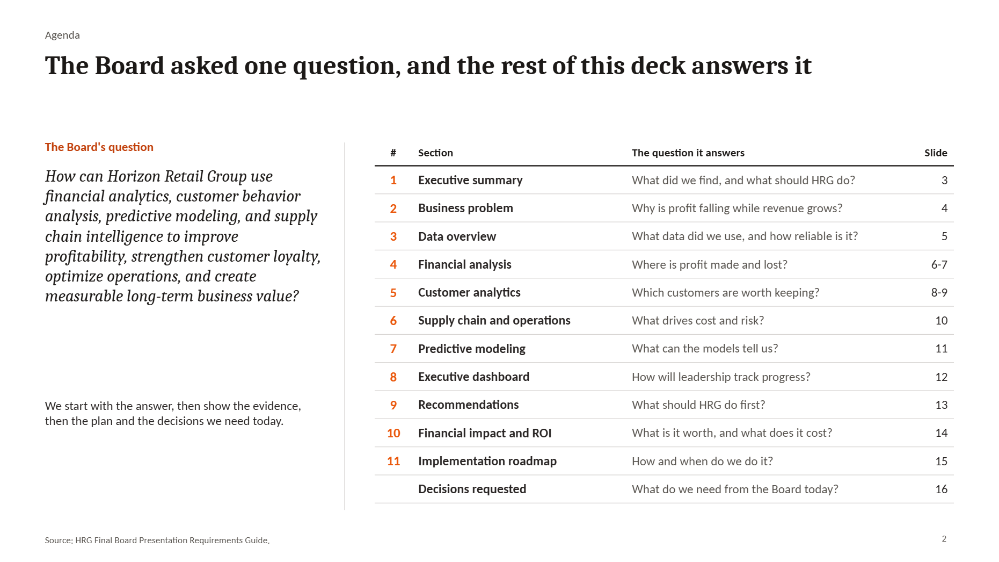 Agenda
The Board asked one question, and the rest of this deck answers it
The Board's question
How can Horizon Retail Group use
financial analytics, customer behavior
analysis, predictive modeling, and supply
chain intelligence to improve
profitability, strengthen customer loyalty,
optimize operations, and create
measurable long-term business value?
We start with the answer, then show the evidence,
then the plan and the decisions we need today.
# Section The question it answers Slide
1 Executive summary What did we find, and what should HRG do? 3
2 Business problem Why is profit falling while revenue grows? 4
3 Data overview What data did we use, and how reliable is it? 5
4 Financial analysis Where is profit made and lost? 6-7
5 Customer analytics Which customers are worth keeping? 8-9
6 Supply chain and operations What drives cost and risk? 10
7 Predictive modeling What can the models tell us? 11
8 Executive dashboard How will leadership track progress? 12
9 Recommendations What should HRG do first? 13
10 Financial impact and ROI What is it worth, and what does it cost? 14
11 Implementation roadmap How and when do we do it? 15
Decisions requested What do we need from the Board today? 16
Source: HRG Final Board Presentation Requirements Guide.
2